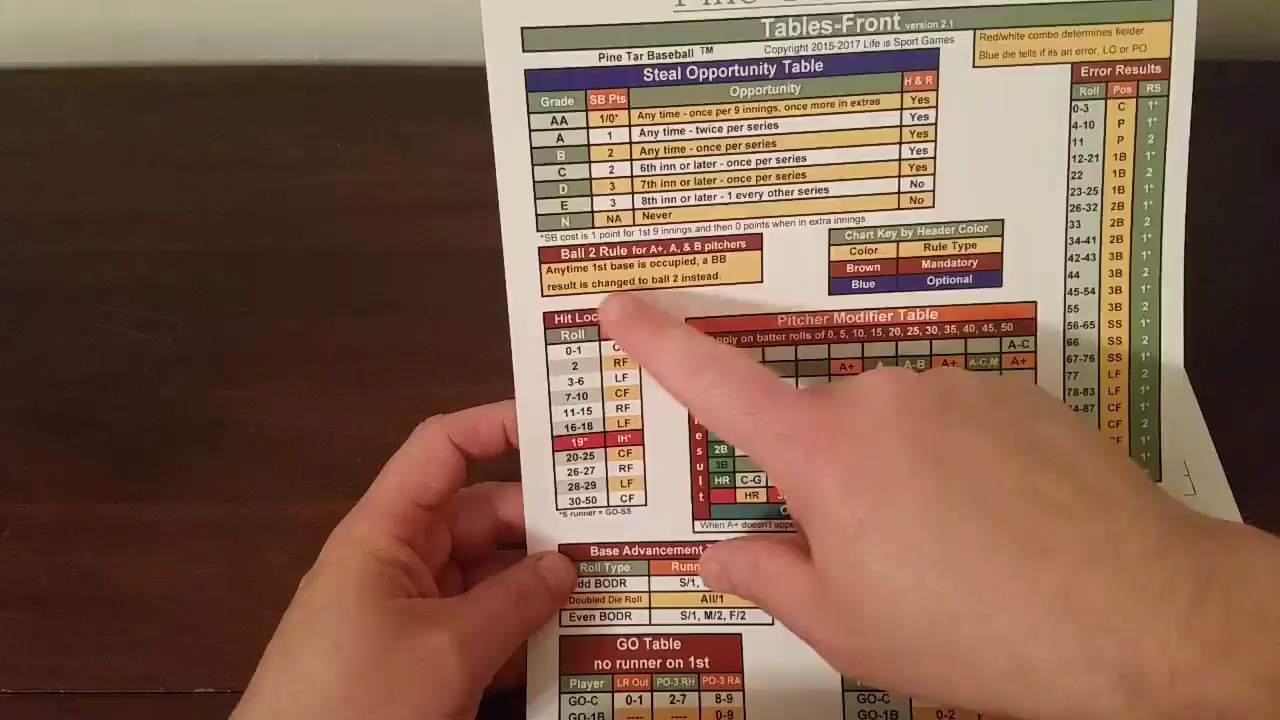 Tables-Front version 2.1
Pine Tar Baseball TM
Copyright 2015-2017 Life is Sport Games
Red/white combo determines fielder
Blue die tells if its an error, LO or PO
Steal Opportunity Table
Grade SB Pts Opportunity H & R
AA 1/0* Any time - once per 9 innings, once more in extras Yes
A 1 Any time - twice per series Yes
B 2 Any time - once per series Yes
C 2 6th inn or later - once per series Yes
D 3 7th inn or later - once per series Yes
E 3 8th inn or later - 1 every other series No
N NA Never No
*SB cost is 1 point for 1st 9 innings and then 0 points when in extra innings
Error Results
Roll Pos RS
0-3 C 1*
4-10 P 1*
11 P 2
12-21 1B 1*
22 1B 2
23-25 1B 1*
26-32 2B 1*
33 2B 2
34-41 2B 1*
42-43 3B 1*
44 3B 2
45-54 3B 1*
55 3B 2
56-65 SS 1*
66 SS 2
67-76 SS 1*
77 LF 2
78-83 LF 1*
84-87 CF 1*
CF 2
CF 1*
1*
Ball 2 Rule for A+, A, & B pitchers
Anytime 1st base is occupied, a BB
result is changed to ball 2 instead.
Chart Key by Header Color
Color Rule Type
Brown Mandatory
Blue Optional
Hit Loc
Roll
0-1
2 RF
3-6 LF
7-10 CF
11-15 RF
16-18 LF
19* IH*
20-25 CF
26-27 RF
28-29 LF
30-50 CF
*S runner = GO-SS
Pitcher Modifier Table
apply on batter rolls of 0, 5, 10, 15, 20, 25, 30, 35, 40, 45, 50
A-C
A+ A A-B A+ A-C,M A+
e
s
u
l
t
2B
3B
HR C-G
HR
When A+ doesn't appe
Base Advancement
Roll Type Runn
dd BODR S/1,
Doubled Die Roll All/1
Even BODR S/1, M/2, F/2
GO Table
no runner on 1st
Player LR Out PO-3 RH PO-3 RA
GO-C 0-1 2-7 8-9
GO-1B ---- ---- 0-9
GO-C
GO-1B 0-2